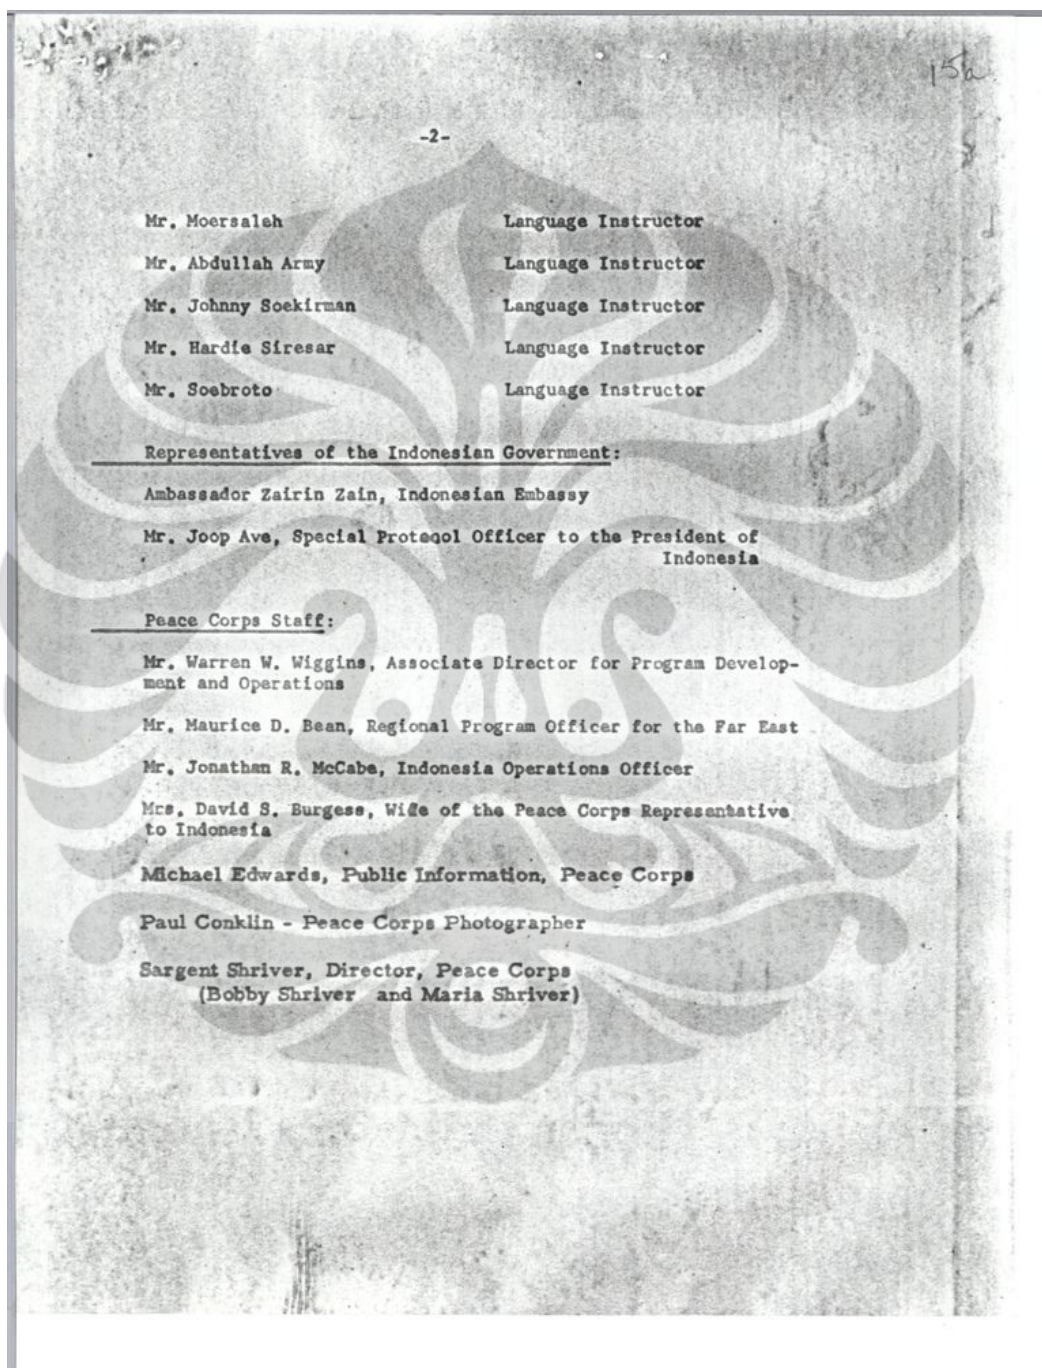 15a
-2-
Mr. Moersaleh Language Instructor
Mr. Abdullah Army Language Instructor
Mr. Johnny Soekirman Language Instructor
Mr. Hardie Siresar Language Instructor
Mr. Soebroto Language Instructor
Representatives of the Indonesian Government:
Ambassador Zairin Zain, Indonesian Embassy
Mr. Joop Ave, Special Protoqol Officer to the President of
Indonesia
Peace Corps Staff:
Mr. Warren W. Wiggins, Associate Director for Program Develop-
ment and Operations
Mr. Maurice D. Bean, Regional Program Officer for the Far East
Mr. Jonathan R. McCabe, Indonesia Operations Officer
Mrs. David S. Burgess, Wife of the Peace Corps Representative
to Indonesia
Michael Edwards, Public Information, Peace Corps
Paul Conklin - Peace Corps Photographer
Sargent Shriver, Director, Peace Corps
(Bobby Shriver and Maria Shriver)